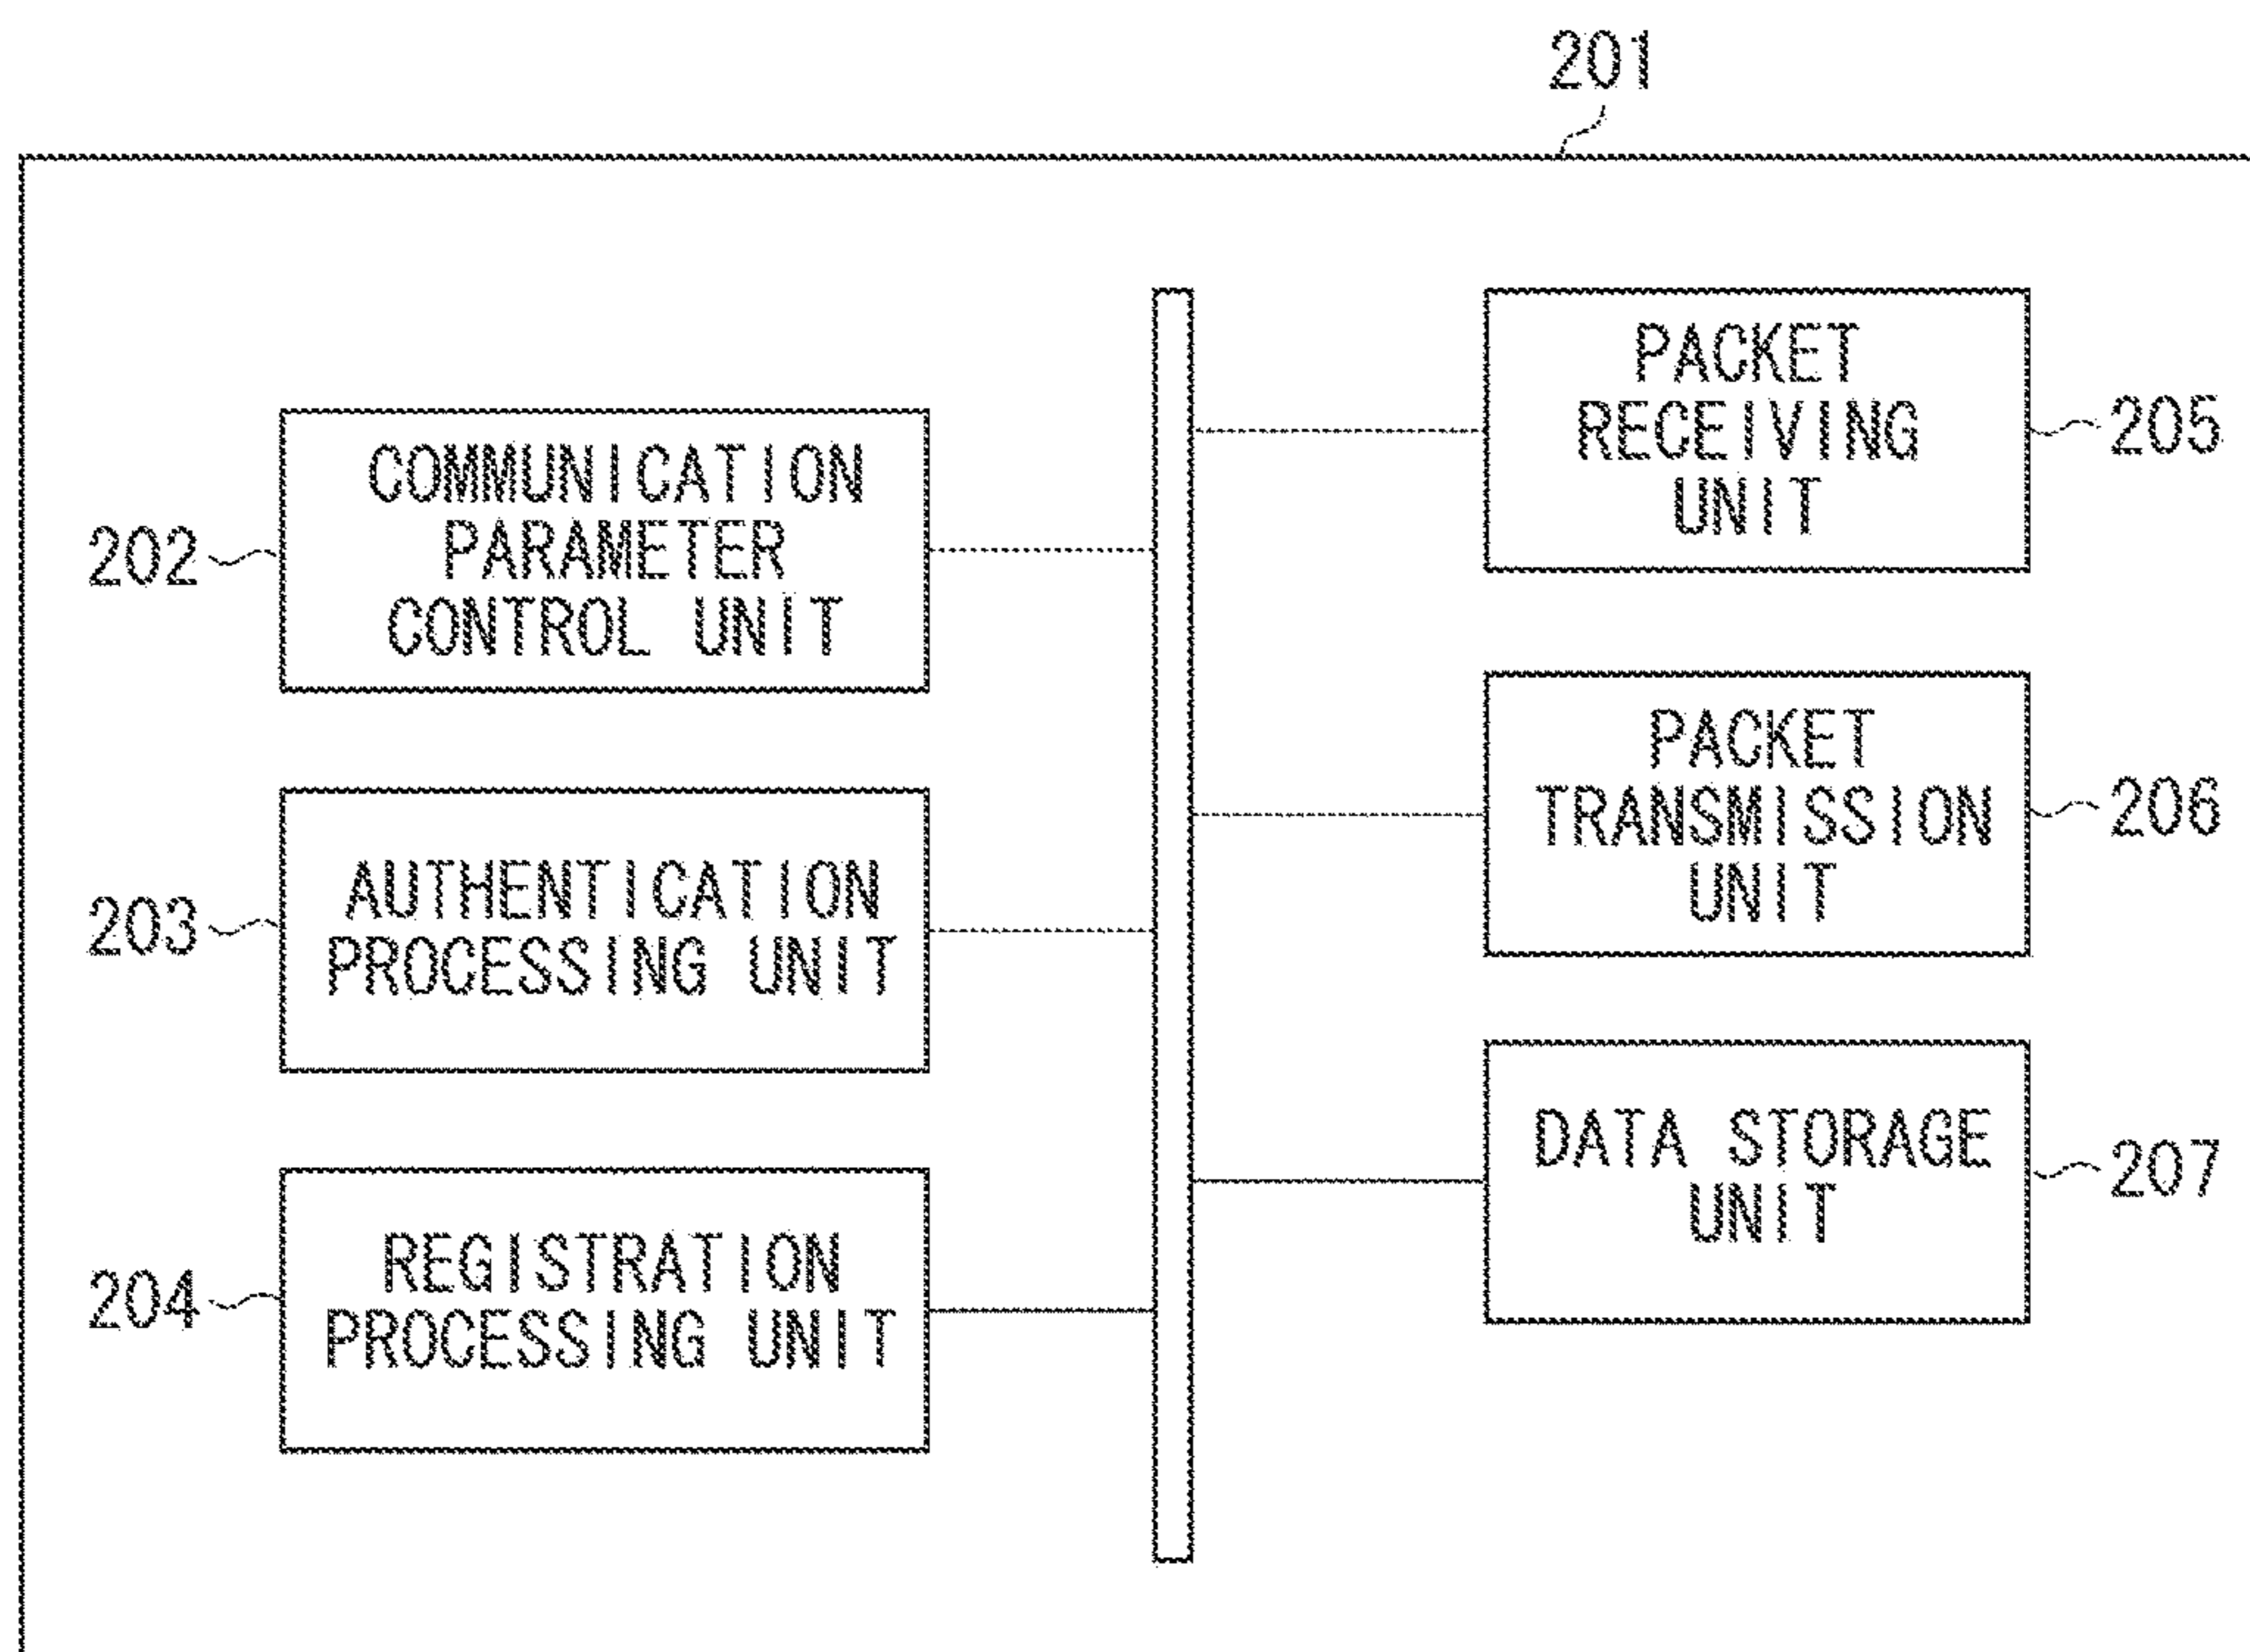 201
202
COMMUNICATION
PARAMETER
CONTROL UNIT
203
AUTHENTICATION
PROCESSING UNIT
204
REGISTRATION
PROCESSING UNIT
PACKET
RECEIVING
UNIT
205
PACKET
TRANSMISSION
UNIT
206
DATA STORAGE
UNIT
207